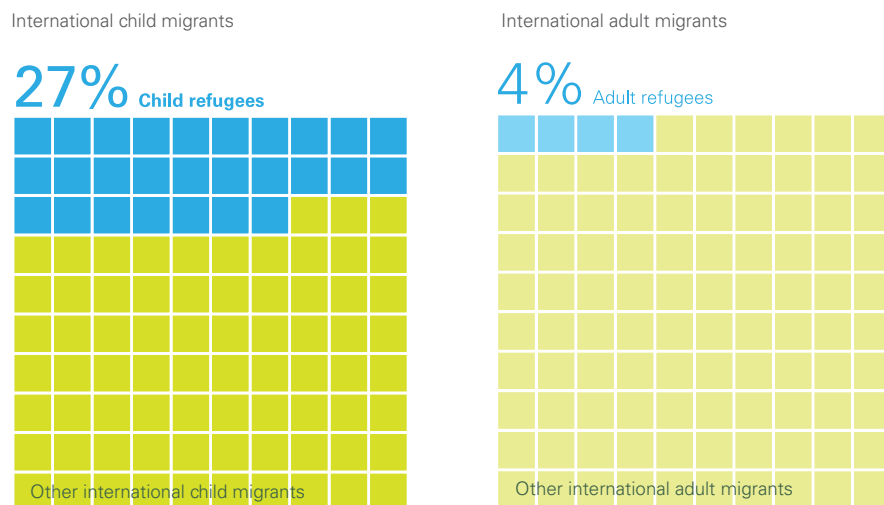 International child migrants
27% Child refugees
Other international child migrants
International adult migrants
4% Adult refugees
Other international adult migrants